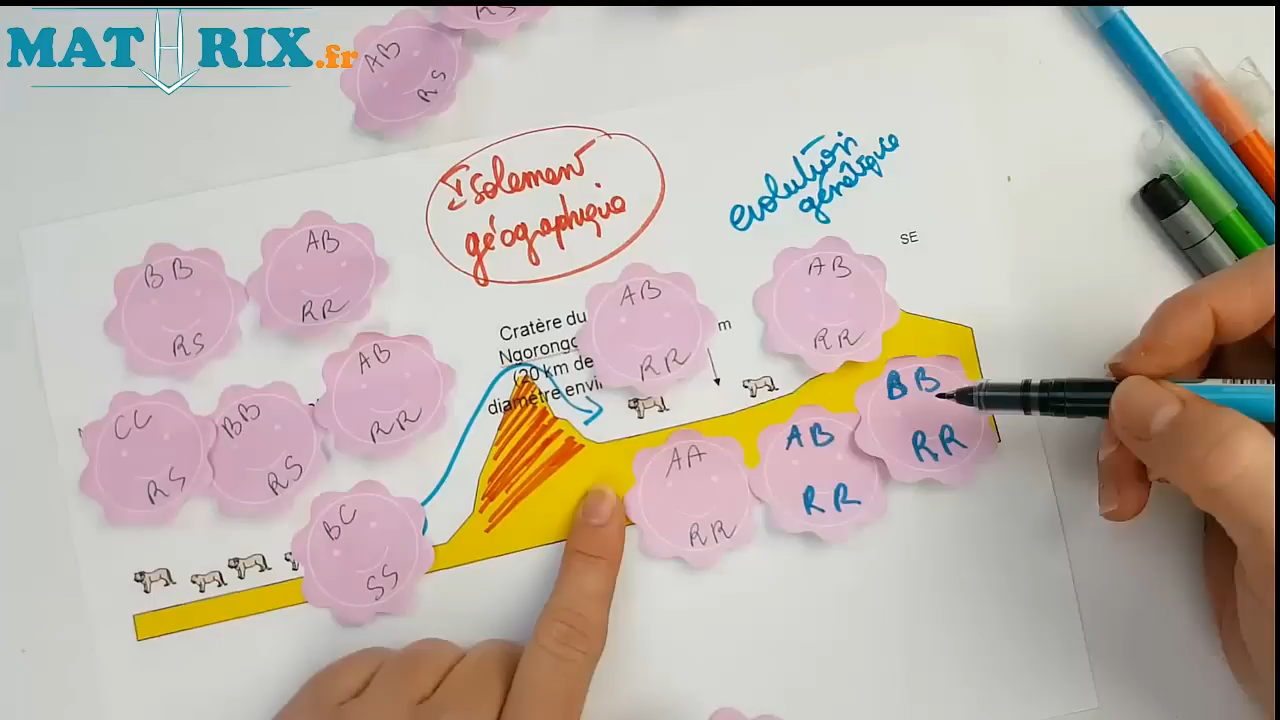 MATHRIX.fr
RS
AB
RS
Isolement
géographique
evolution
génétique
SE
BB
RS
AB
RR
AB
RR
AB
RR
Cratère du
Ngorongo
(20 km de
diamètre envi
m
AB
RR
CC
RS
BB
RS
BC
SS
AA
RR
AB
RR
BB
RR